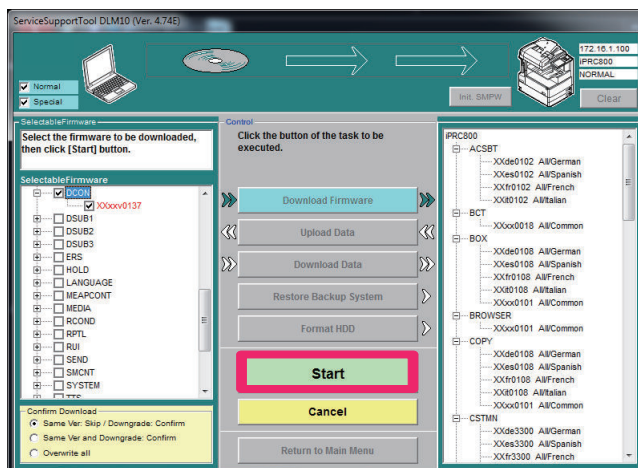 ServiceSupportTool DLM10 (Ver. 4.74E)
Normal
Special
Init. SMPW
172.16.1.100
iPRC800
NORMAL
Clear
SelectableFirmware
Select the firmware to be downloaded,
then click [Start] button.
SelectableFirmware
DCON
XXxxv0137
DSUB1
DSUB2
DSUB3
ERS
HOLD
LANGUAGE
MEAPCONT
MEDIA
RCOND
RPTL
RUI
SEND
SMCNT
SYSTEM
TTS
Confirm Download
Same Ver: Skip / Downgrade: Confirm
Same Ver and Downgrade: Confirm
Overwrite all
Control
Click the button of the task to be
executed.
Download Firmware
Upload Data
Download Data
Restore Backup System
Format HDD
Start
Cancel
Return to Main Menu
iPRC800
ACSBT
XXde0102 All/German
XXes0102 All/Spanish
XXfr0102 All/French
XXit0102 All/Italian
BCT
XXxx0018 All/Common
BOX
XXde0108 All/German
XXes0108 All/Spanish
XXfr0108 All/French
XXit0108 All/Italian
XXxx0101 All/Common
BROWSER
XXxx0101 All/Common
COPY
XXde0108 All/German
XXes0108 All/Spanish
XXfr0108 All/French
XXit0108 All/Italian
XXxx0101 All/Common
CSTMN
XXde3300 All/German
XXes3300 All/Spanish
XXfr3300 All/French